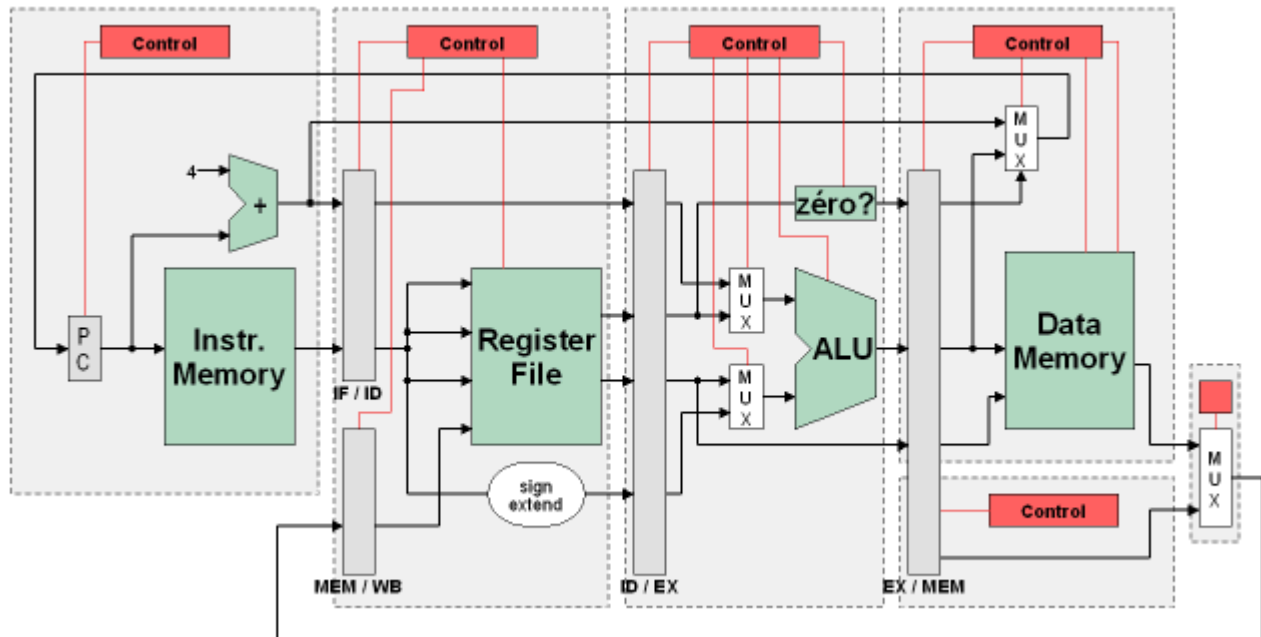 Control
Control
Control
Control
M
U
X
4
+
zéro?
P
C
Instr.
Memory
Register
File
M
U
X
M
U
X
ALU
Data
Memory
IF / ID
M
U
X
sign
extend
Control
MEM / WB
ID / EX
EX / MEM